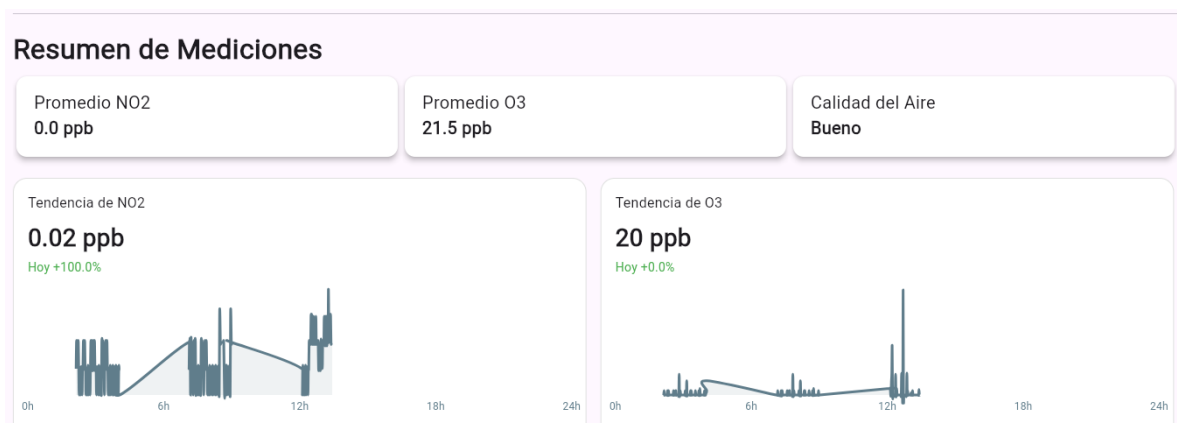 Resumen de Mediciones
Promedio NO2
0.0 ppb
Promedio O3
21.5 ppb
Calidad del Aire
Bueno
Tendencia de NO2
0.02 ppb
Hoy +100.0%
0h 6h 12h 18h 24h
Tendencia de O3
20 ppb
Hoy +0.0%
0h 6h 12h 18h 24h